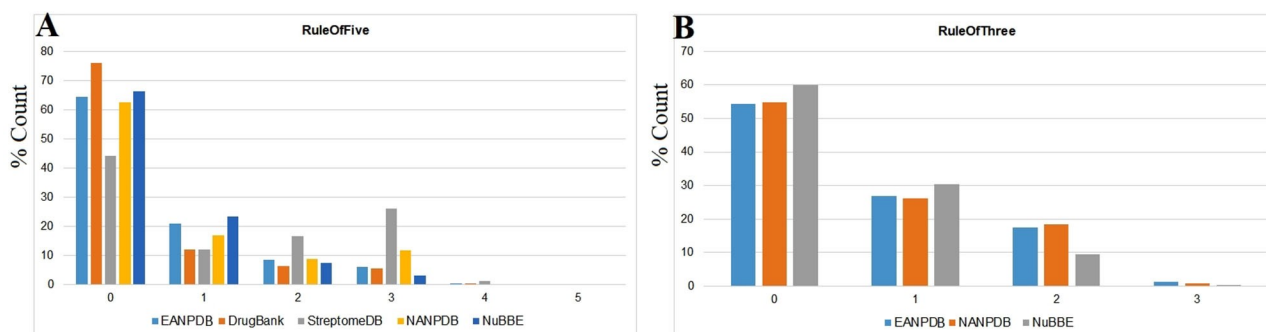 A
RuleOfFive
% Count
80
70
60
50
40
30
20
10
0
0 1 2 3 4 5
EANPDB DrugBank StreptomeDB NANPDB NuBBE
B
RuleOfThree
% Count
70
60
50
40
30
20
10
0
0 1 2 3
EANPDB NANPDB NuBBE